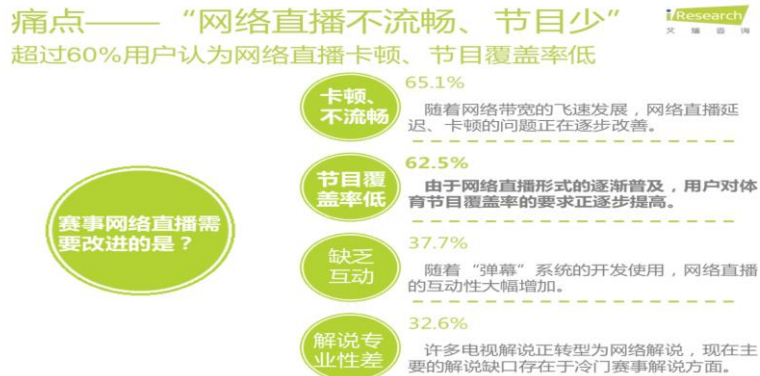 痛点——“网络直播不流畅、节目少”
iResearch
艾瑞咨询
超过60%用户认为网络直播卡顿、节目覆盖率低
65.1%
卡顿、
不流畅
随着网络带宽的飞速发展，网络直播延
迟、卡顿的问题正在逐步改善。
62.5%
节目覆
盖率低
由于网络直播形式的逐渐普及，用户对体
育节目覆盖率的要求正逐步提高。
赛事网络直播需
要改进的是？
37.7%
缺乏
互动
随着“弹幕”系统的开发使用，网络直播
的互动性大幅增加。
32.6%
解说专
业性差
许多电视解说正转型为网络解说，现在主
要的解说缺口存在于冷门赛事解说方面。